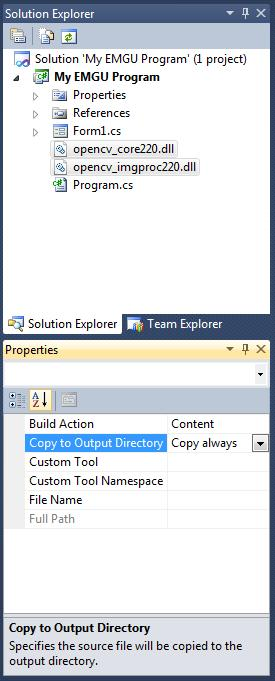 Solution Explorer
Solution 'My EMGU Program' (1 project)
My EMGU Program
Properties
References
Form1.cs
opencv_core220.dll
opencv_imgproc220.dll
Program.cs
Solution Explorer Team Explorer
Properties
Build Action Content
Copy to Output Directory Copy always
Custom Tool
Custom Tool Namespace
File Name
Full Path
Copy to Output Directory
Specifies the source file will be copied to the
output directory.